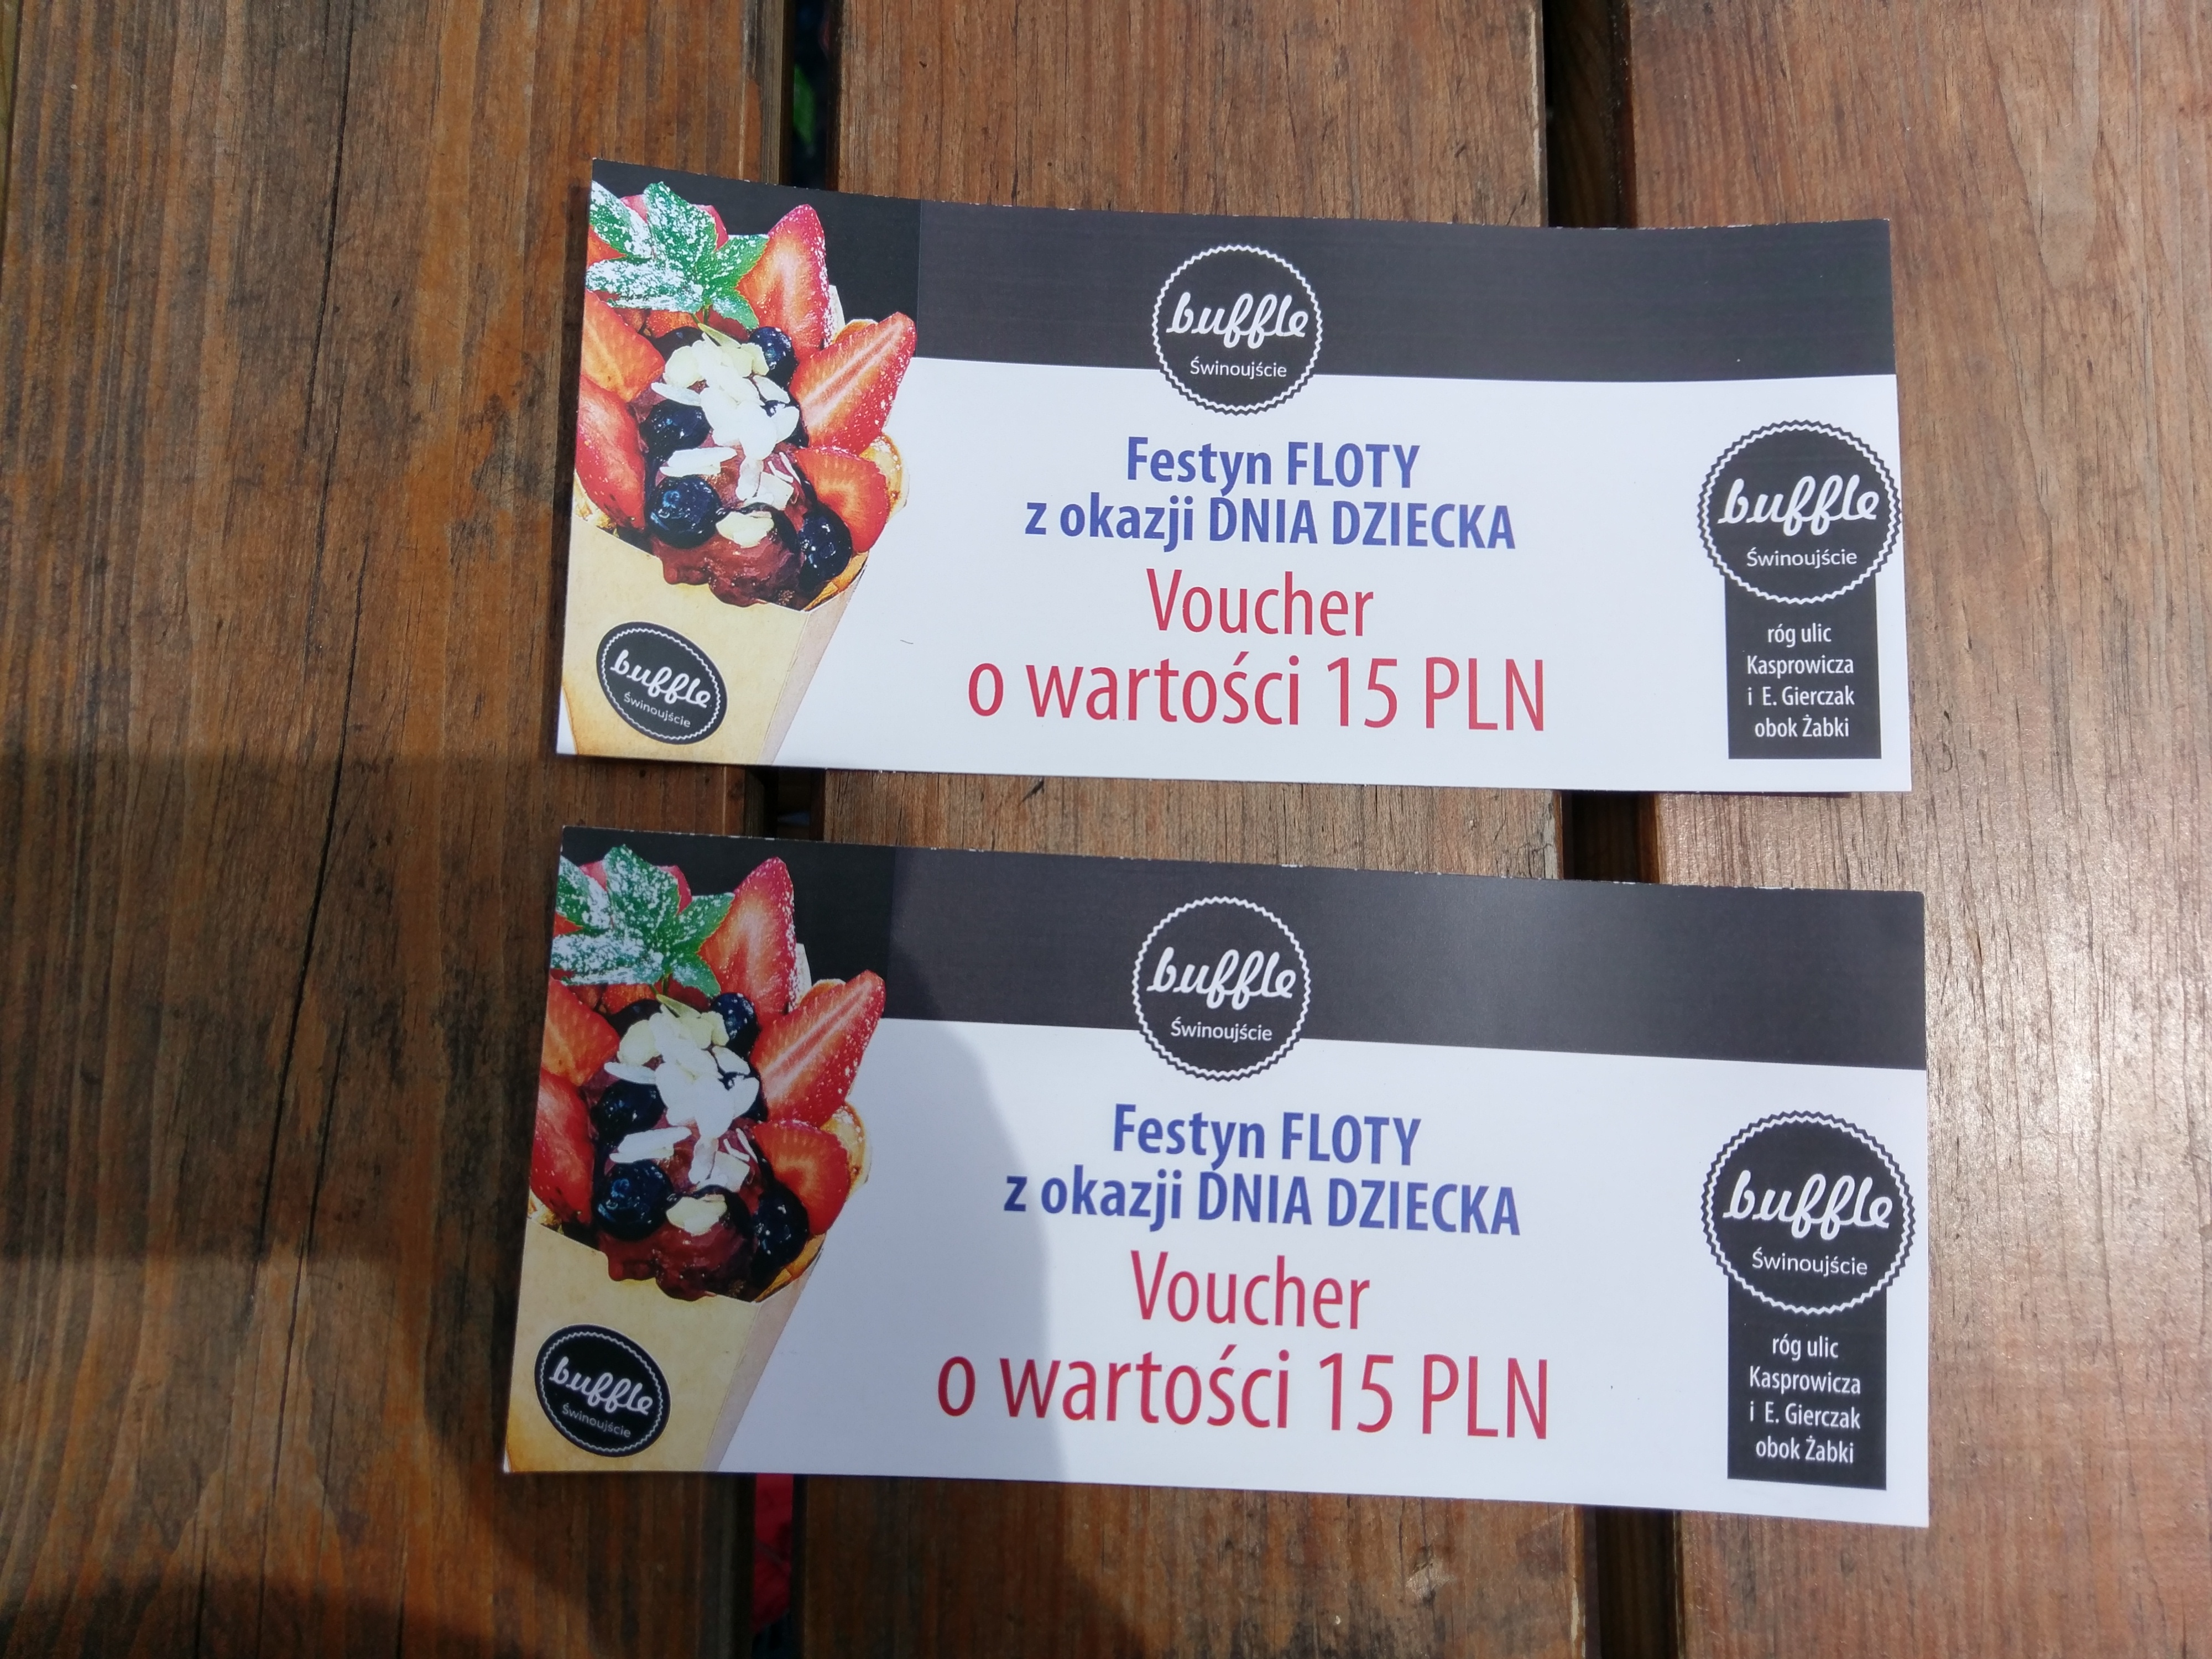 buffle
Świnoujście
Festyn FLOTY
z okazji DNIA DZIECKA
Voucher
o wartości 15 PLN
buffle
Świnoujście
róg ulic
Kasprowicza
i E. Gierczak
obok Żabki
buffle
Świnoujście
buffle
Świnoujście
Festyn FLOTY
z okazji DNIA DZIECKA
Voucher
o wartości 15 PLN
buffle
Świnoujście
róg ulic
Kasprowicza
i E. Gierczak
obok Żabki
buffle
Świnoujście